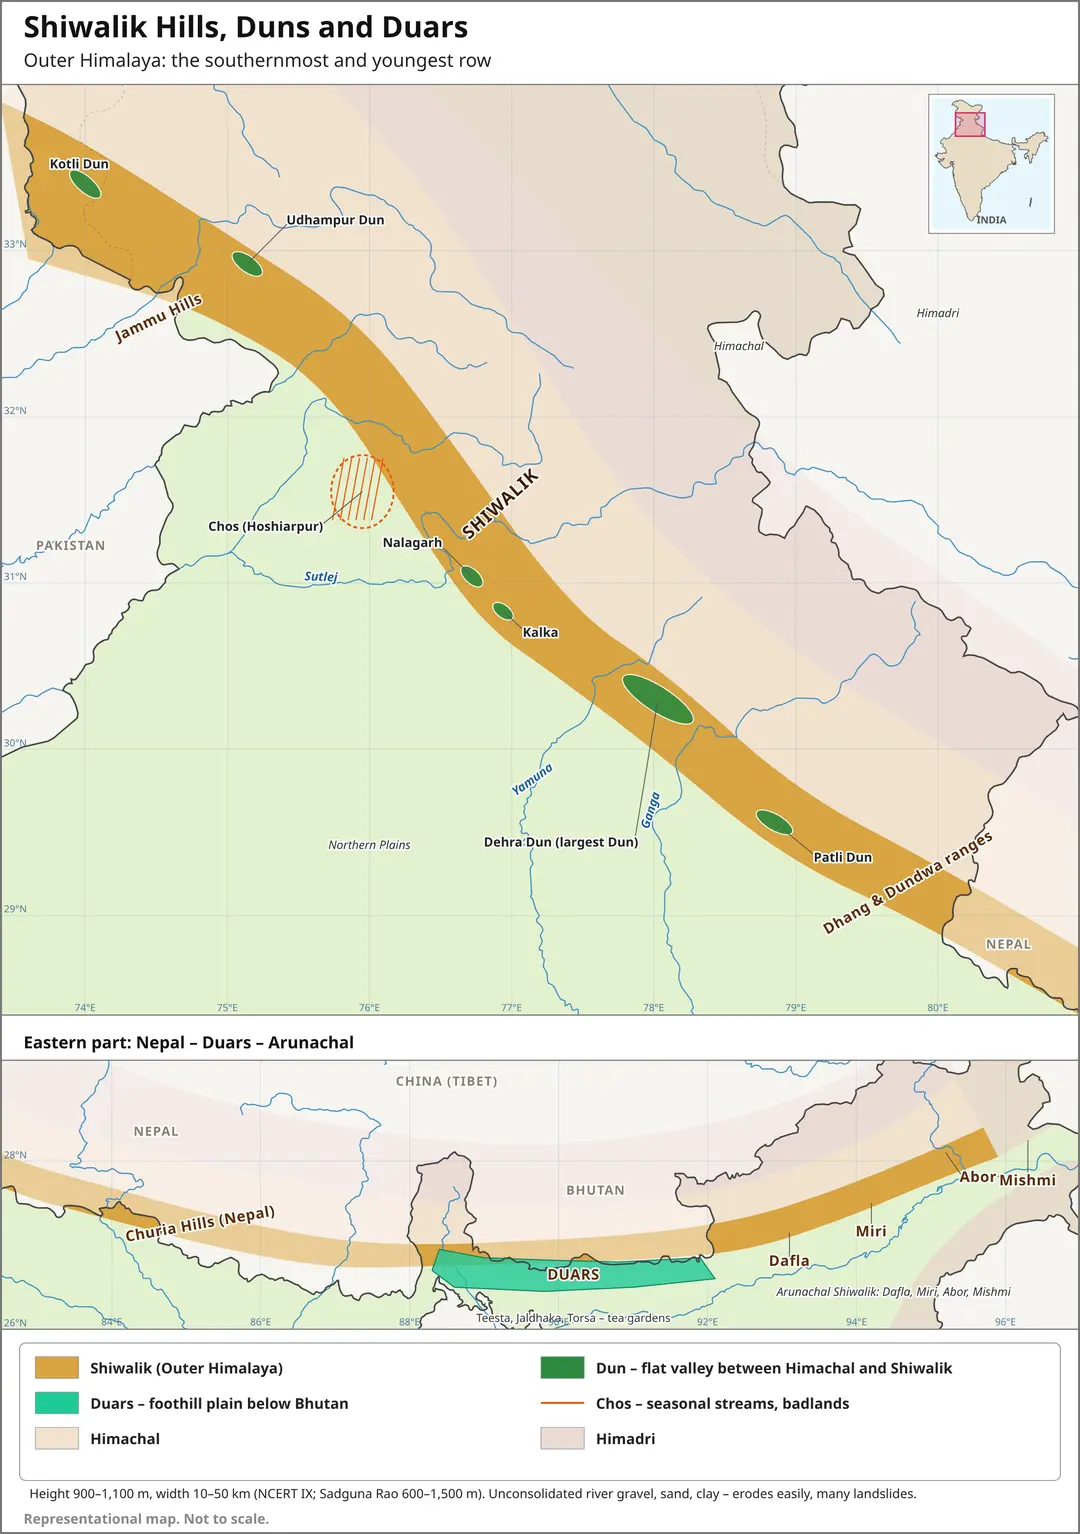 Shiwalik Hills, Duns and Duars
Outer Himalaya: the southernmost and youngest row
INDIA
Kotli Dun
Udhampur Dun
33°N
Jammu Hills
Himadri
Himachal
32°N
SHIWALIK
Chos (Hoshiarpur)
Nalagarh
PAKISTAN
Sutlej
31°N
Kalka
30°N
Yamuna
Ganga
Dehra Dun (largest Dun)
Northern Plains
Patli Dun
Dhang & Dundwa ranges
29°N
NEPAL
74°E
75°E
76°E
77°E
78°E
79°E
80°E
Eastern part: Nepal – Duars – Arunachal
CHINA (TIBET)
NEPAL
28°N
BHUTAN
Abor
Mishmi
Churia Hills (Nepal)
Miri
Dafla
DUARS
Arunachal Shiwalik: Dafla, Miri, Abor, Mishmi
Teesta, Jaldhaka, Torsa – tea gardens
26°N
84°E
86°E
88°E
90°E
92°E
94°E
96°E
Shiwalik (Outer Himalaya)
Dun – flat valley between Himachal and Shiwalik
Duars – foothill plain below Bhutan
Chos – seasonal streams, badlands
Himachal
Himadri
Height 900–1,100 m, width 10–50 km (NCERT IX; Sadguna Rao 600–1,500 m). Unconsolidated river gravel, sand, clay – erodes easily, many landslides.
Representational map. Not to scale.